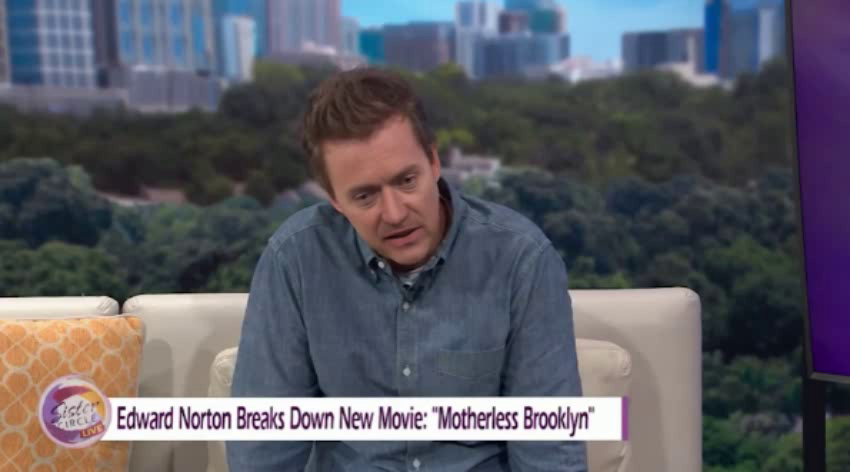 Sister
CIRCLE
LIVE
Edward Norton Breaks Down New Movie: "Motherless Brooklyn"